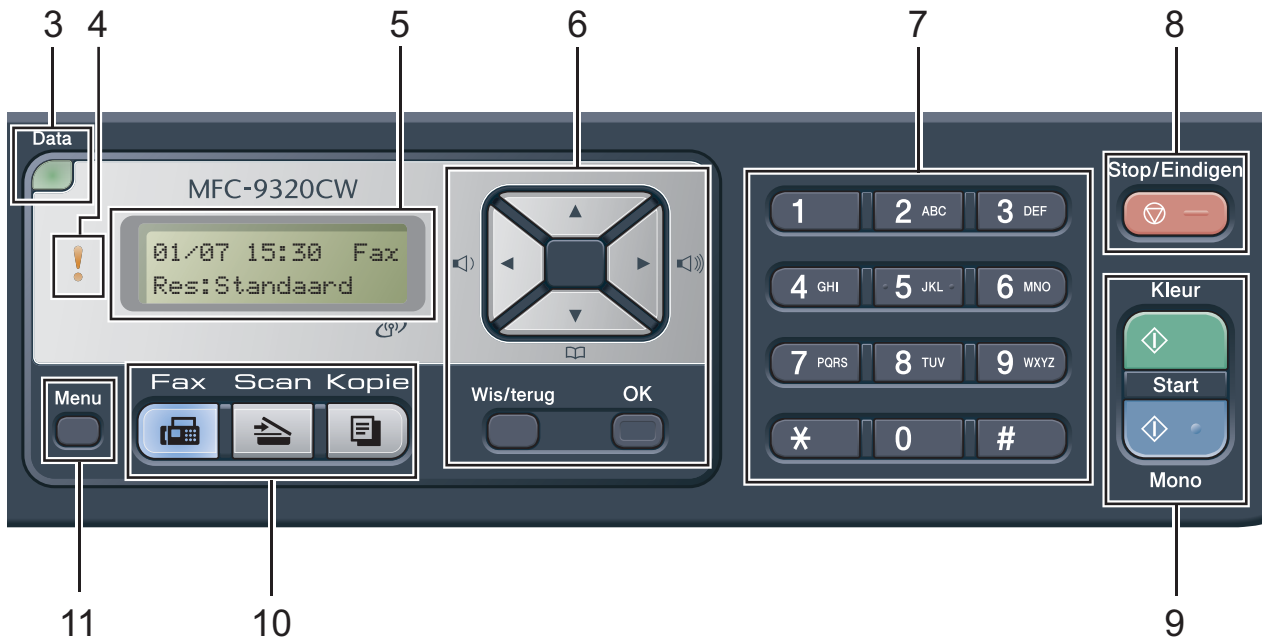 3 4 5 6 7 8
Data
MFC-9320CW
01/07 15:30 Fax
Res:Standaard
Menu
Fax Scan Kopie
Wis/terug OK
1 2 ABC 3 DEF
4 GHI 5 JKL 6 MNO
7 PQRS 8 TUV 9 WXYZ
* 0 #
Stop/Eindigen
Kleur
Start
Mono
11 10 9